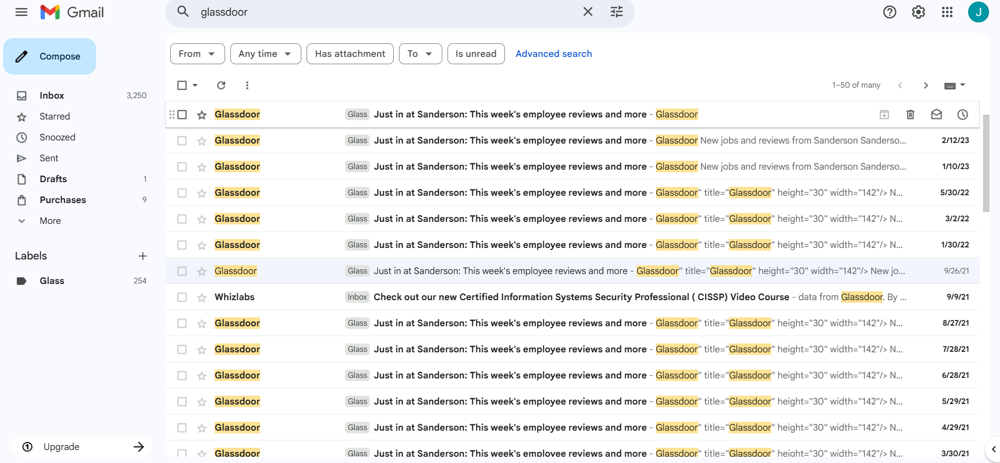 Gmail
glassdoor
J
Compose
From
Any time
Has attachment
To
Is unread
Advanced search
1–50 of many
Inbox 3,250
Starred
Snoozed
Sent
Drafts 1
Purchases 9
More
Labels
Glass 254
Upgrade
Glassdoor Glass Just in at Sanderson: This week's employee reviews and more - Glassdoor
Glassdoor Glass Just in at Sanderson: This week's employee reviews and more - Glassdoor New jobs and reviews from Sanderson Sanderso... 2/12/23
Glassdoor Glass Just in at Sanderson: This week's employee reviews and more - Glassdoor New jobs and reviews from Sanderson Sanderso... 1/10/23
Glassdoor Glass Just in at Sanderson: This week's employee reviews and more - Glassdoor" title="Glassdoor" height="30" width="142"/> N... 5/30/22
Glassdoor Glass Just in at Sanderson: This week's employee reviews and more - Glassdoor" title="Glassdoor" height="30" width="142"/> N... 3/2/22
Glassdoor Glass Just in at Sanderson: This week's employee reviews and more - Glassdoor" title="Glassdoor" height="30" width="142"/> N... 1/30/22
Glassdoor Glass Just in at Sanderson: This week's employee reviews and more - Glassdoor" title="Glassdoor" height="30" width="142"/> New jo... 9/26/21
Whizlabs Inbox Check out our new Certified Information Systems Security Professional ( CISSP) Video Course - data from Glassdoor. By ... 9/9/21
Glassdoor Glass Just in at Sanderson: This week's employee reviews and more - Glassdoor" title="Glassdoor" height="30" width="142"/> N... 8/27/21
Glassdoor Glass Just in at Sanderson: This week's employee reviews and more - Glassdoor" title="Glassdoor" height="30" width="142"/> N... 7/28/21
Glassdoor Glass Just in at Sanderson: This week's employee reviews and more - Glassdoor" title="Glassdoor" height="30" width="142"/> N... 6/28/21
Glassdoor Glass Just in at Sanderson: This week's employee reviews and more - Glassdoor" title="Glassdoor" height="30" width="142"/> N... 5/29/21
Glassdoor Glass Just in at Sanderson: This week's employee reviews and more - Glassdoor" title="Glassdoor" height="30" width="142"/> N... 4/29/21
Glassdoor Glass Just in at Sanderson: This week's employee reviews and more - Glassdoor" title="Glassdoor" height="30" width="142"/> N... 3/30/21